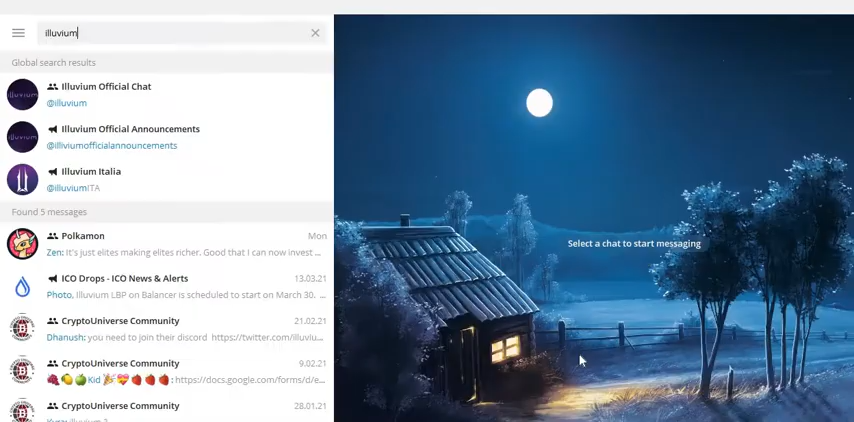 illuvium
Global search results
Illuvium Official Chat
@illuvium
Illuvium Official Announcements
@illiviumofficialannouncements
Illuvium Italia
@illuviumITA
Found 5 messages
Polkamon Mon
Zen: It's just elites making elites richer. Good that I can now invest ...
ICO Drops - ICO News & Alerts 13.03.21
Photo, Illuvium LBP on Balancer is scheduled to start on March 30. ...
CryptoUniverse Community 21.02.21
Dhanush: you need to join their discord https://twitter.com/illuviu...
CryptoUniverse Community 9.02.21
🍇🍋🍏Kid🎉💝🍓🍓🍓: https://docs.google.com/forms/d/e...
CryptoUniverse Community 28.01.21
Select a chat to start messaging